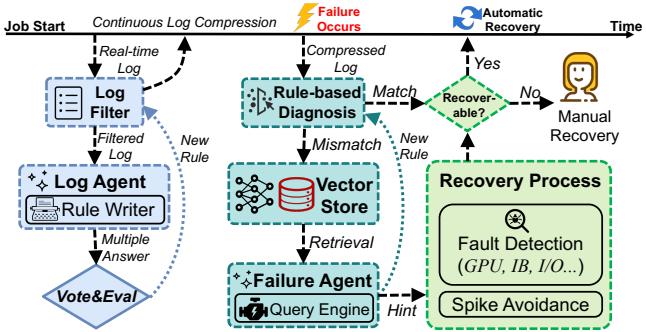 Job Start
Continuous Log Compression
Failure
Occurs
Automatic
Recovery
Time
Real-time
Log
Compressed
Log
Yes
Log
Filter
Rule-based
Diagnosis
Match
Recover-
able?
No
Manual
Recovery
Filtered
Log
New
Rule
Mismatch
New
Rule
Log Agent
Rule Writer
Vector
Store
Recovery Process
Fault Detection
(GPU, IB, I/O...)
Spike Avoidance
Multiple
Answer
Retrieval
Vote&Eval
Failure Agent
Query Engine
Hint